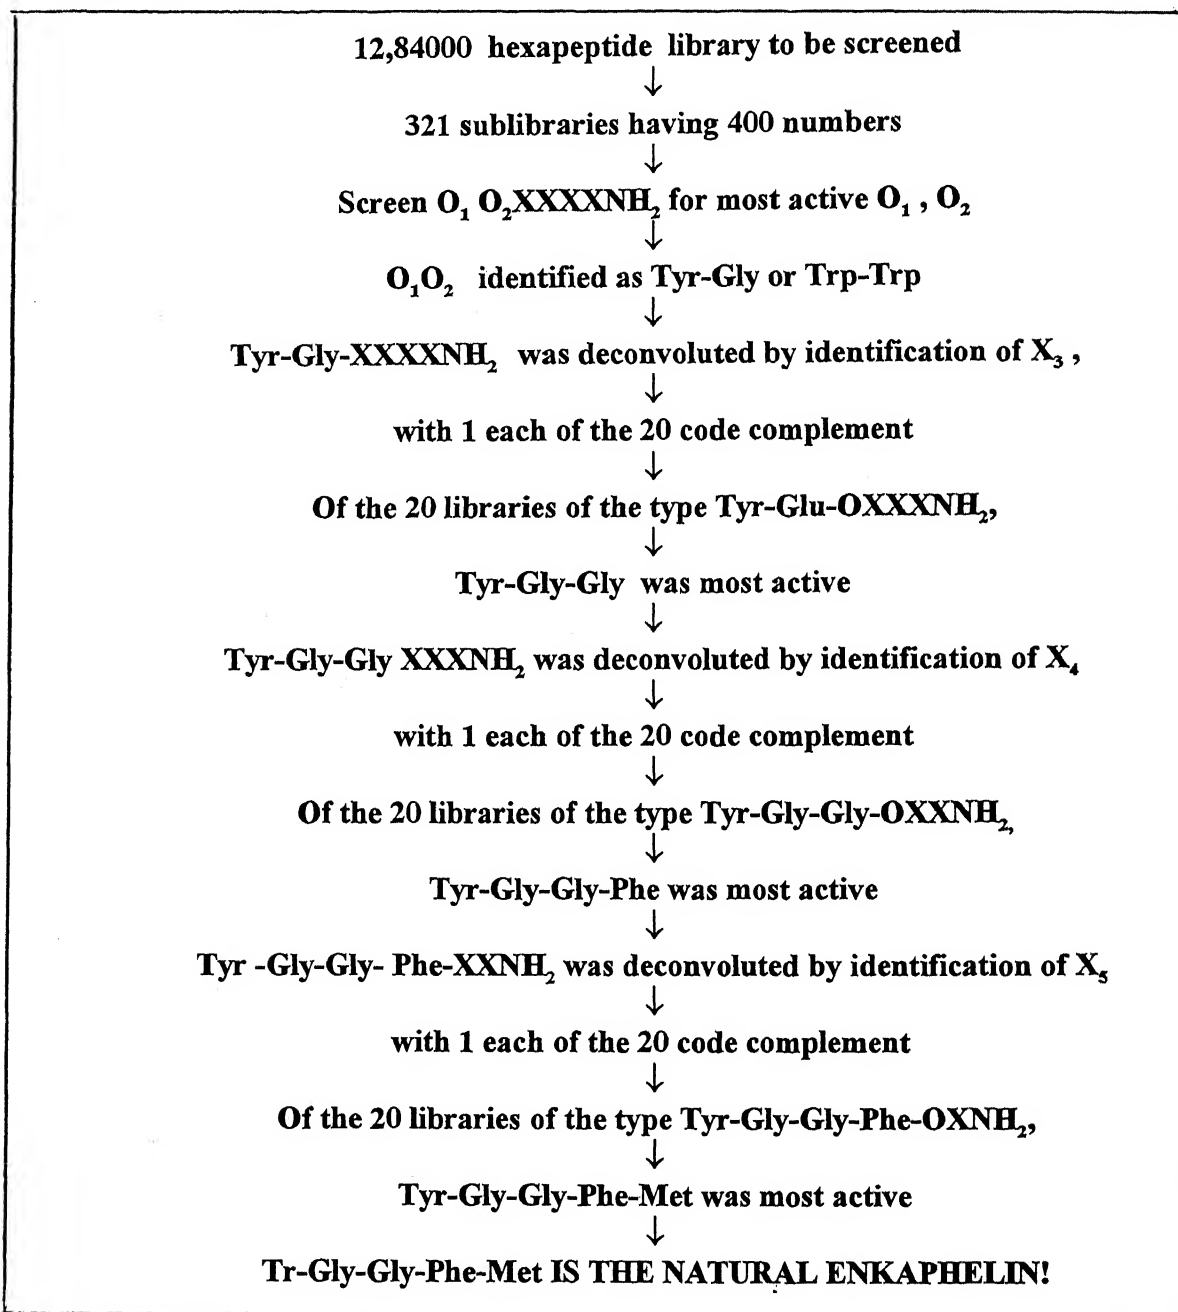 12,84000 hexapeptide library to be screened
↓
321 sublibraries having 400 numbers
↓
Screen O₁ O₂XXXXNH₂ for most active O₁ , O₂
↓
O₁O₂ identified as Tyr-Gly or Trp-Trp
↓
Tyr-Gly-XXXXNH₂ was deconvoluted by identification of X₃ ,
↓
with 1 each of the 20 code complement
↓
Of the 20 libraries of the type Tyr-Glu-OXXXNH₂,
↓
Tyr-Gly-Gly was most active
↓
Tyr-Gly-Gly XXXNH₂ was deconvoluted by identification of X₄
↓
with 1 each of the 20 code complement
↓
Of the 20 libraries of the type Tyr-Gly-Gly-OXXNH₂,
↓
Tyr-Gly-Gly-Phe was most active
↓
Tyr -Gly-Gly- Phe-XXNH₂ was deconvoluted by identification of X₅
↓
with 1 each of the 20 code complement
↓
Of the 20 libraries of the type Tyr-Gly-Gly-Phe-OXNH₂,
↓
Tyr-Gly-Gly-Phe-Met was most active
↓
Tr-Gly-Gly-Phe-Met IS THE NATURAL ENKAPHELIN!